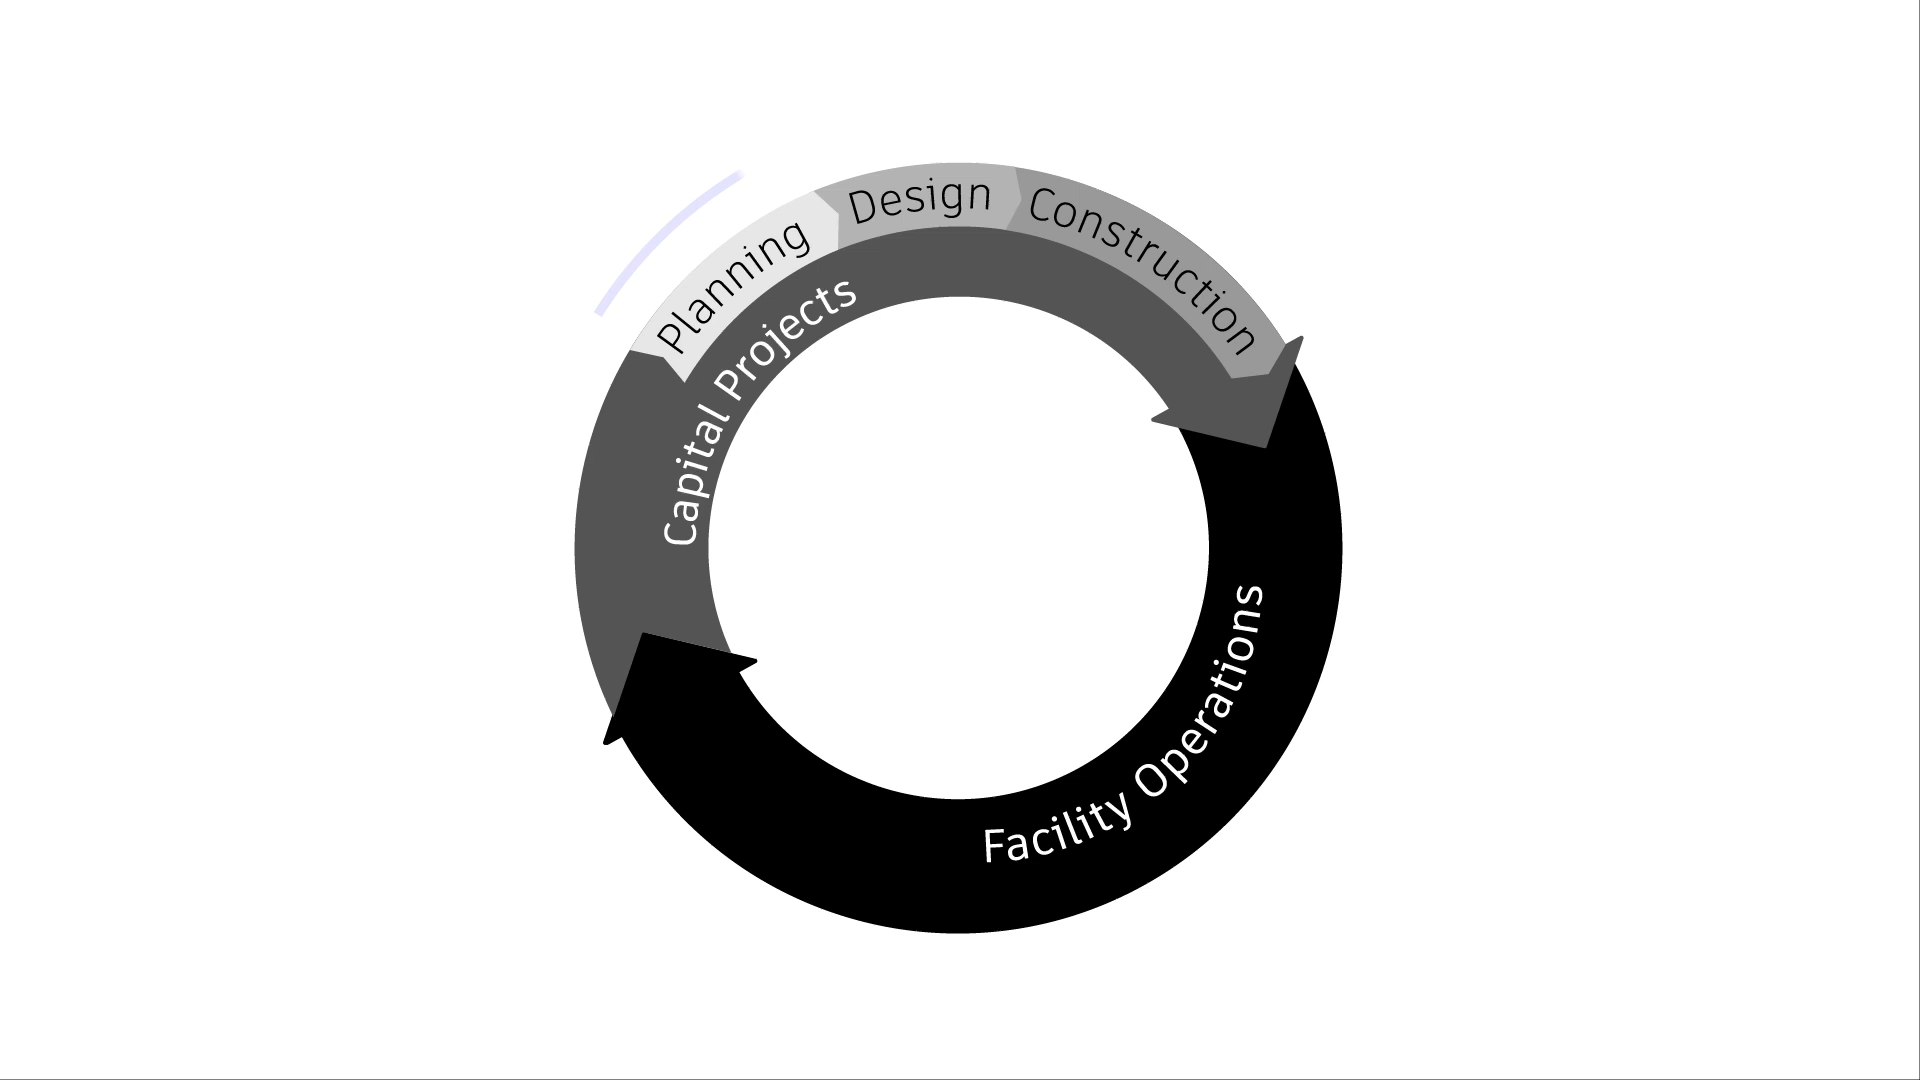 Planning
Design
Construction
Capital Projects
Facility Operations